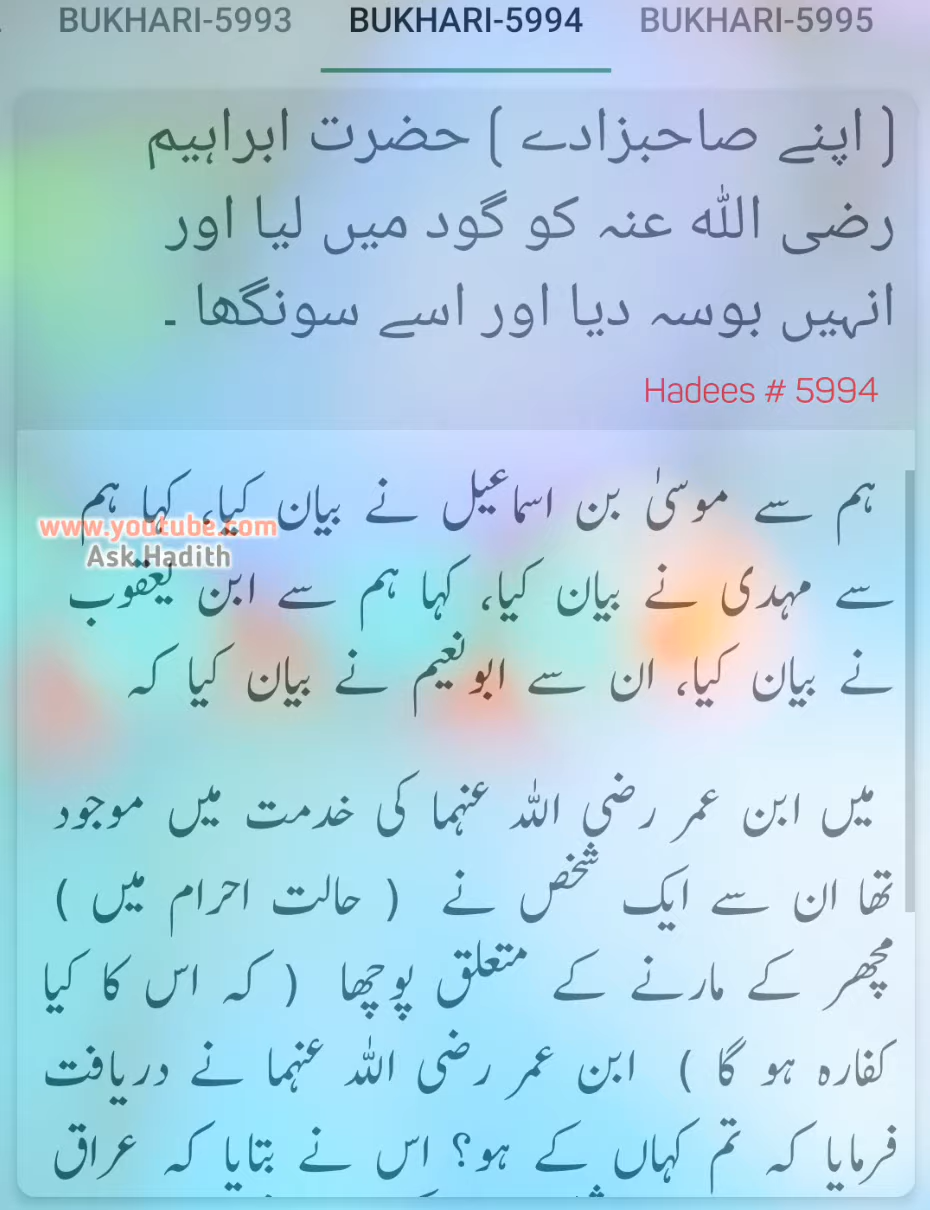 BUKHARI-5993 BUKHARI-5994 BUKHARI-5995
( اپنے صاحبزادے ) حضرت ابراہیم
رضی اللہ عنہ کو گود میں لیا اور
انہیں بوسہ دیا اور اسے سونگھا ۔
Hadees # 5994
ہم سے موسیٰ بن اسماعیل نے بیان کیا، کہا ہم
www.youtube.com
Ask Hadith
سے مہدی نے بیان کیا، کہا ہم سے ابن یعقوب
نے بیان کیا، ان سے ابونعیم نے بیان کیا کہ
میں ابن عمر رضی اللہ عنہما کی خدمت میں موجود
تھا ان سے ایک شخص نے ( حالت احرام میں )
مچھر کے مارنے کے متعلق پوچھا ( کہ اس کا کیا
کفارہ ہو گا ) ابن عمر رضی اللہ عنہما نے دریافت
فرمایا کہ تم کہاں کے ہو؟ اس نے بتایا کہ عراق